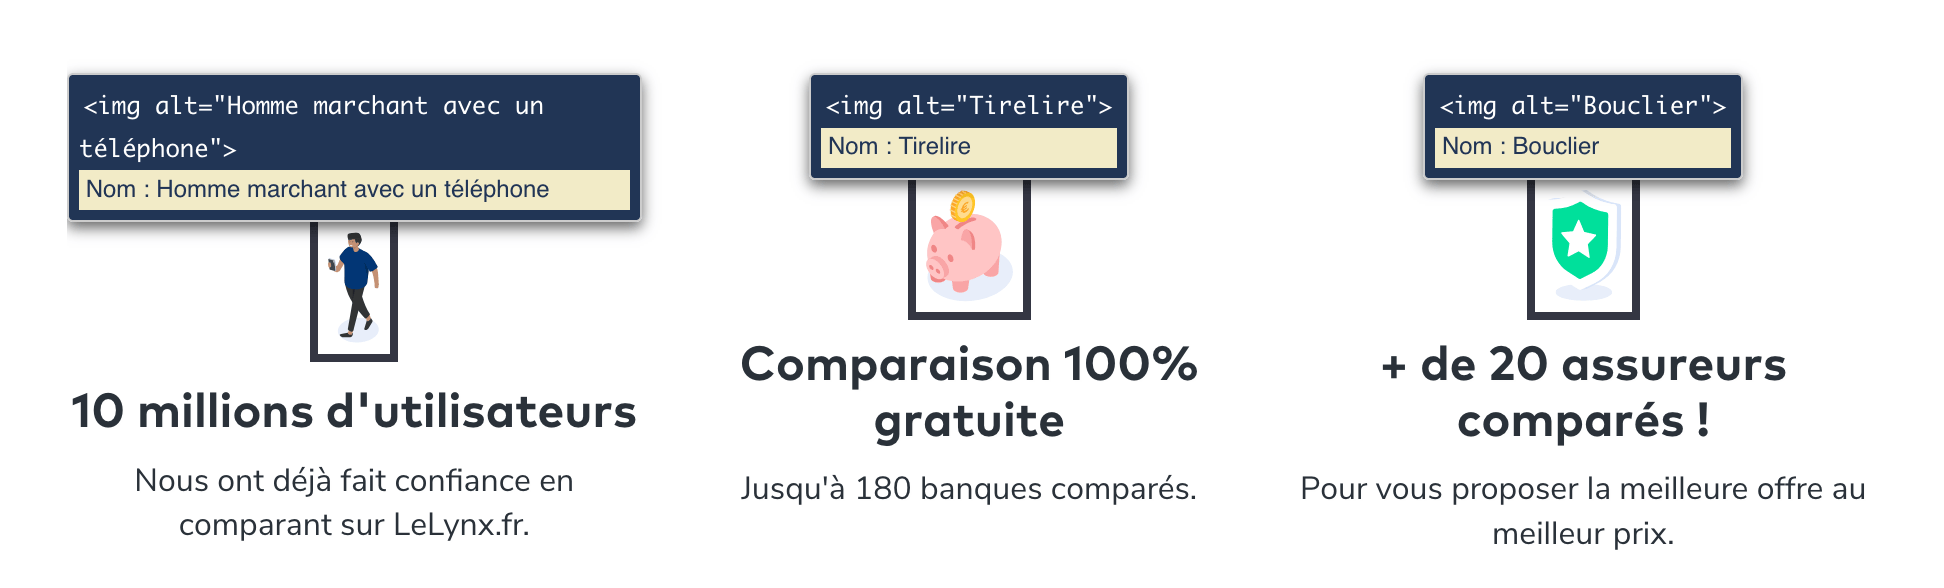 <img alt="Homme marchant avec un
téléphone">
Nom : Homme marchant avec un téléphone
10 millions d'utilisateurs
Nous ont déjà fait confiance en
comparant sur LeLynx.fr.
<img alt="Tirelire">
Nom : Tirelire
Comparaison 100%
gratuite
Jusqu'à 180 banques comparés.
<img alt="Bouclier">
Nom : Bouclier
+ de 20 assureurs
comparés !
Pour vous proposer la meilleure offre au
meilleur prix.